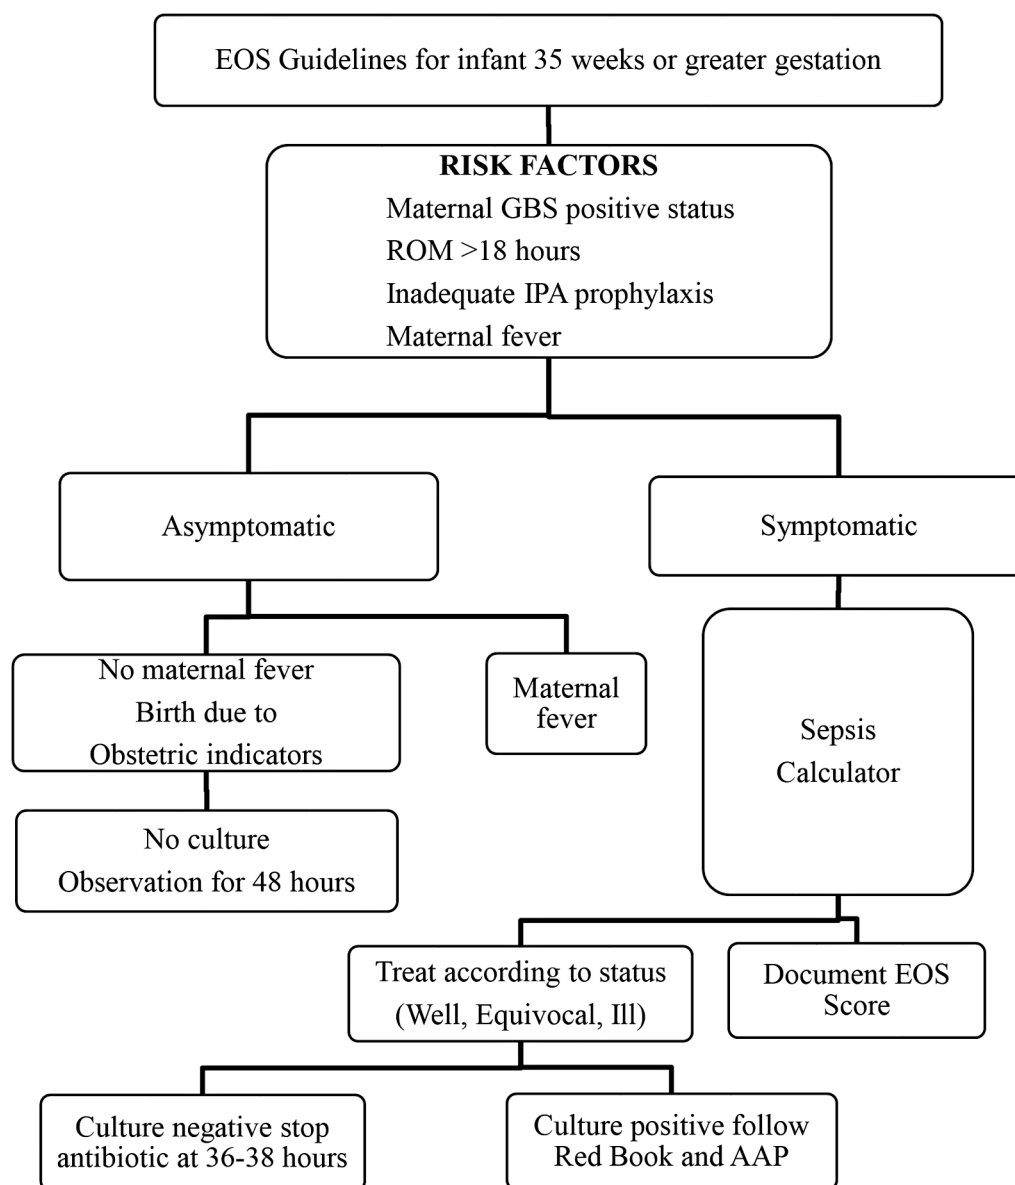 EOS Guidelines for infant 35 weeks or greater gestation
RISK FACTORS
Maternal GBS positive status
ROM >18 hours
Inadequate IPA prophylaxis
Maternal fever
Asymptomatic
Symptomatic
No maternal fever
Birth due to
Obstetric indicators
Maternal
fever
Sepsis
Calculator
No culture
Observation for 48 hours
Treat according to status
(Well, Equivocal, Ill)
Document EOS
Score
Culture negative stop
antibiotic at 36-38 hours
Culture positive follow
Red Book and AAP